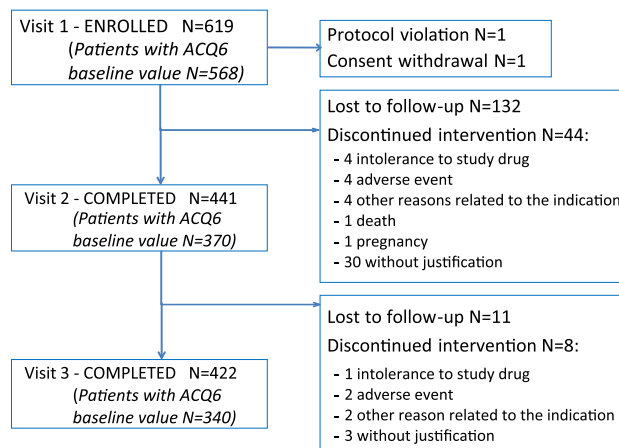 Visit 1 - ENROLLED N=619
(Patients with ACQ6
baseline value N=568)
Protocol violation N=1
Consent withdrawal N=1
Lost to follow-up N=132
Discontinued intervention N=44:
- 4 intolerance to study drug
- 4 adverse event
- 4 other reasons related to the indication
- 1 death
- 1 pregnancy
- 30 without justification
Visit 2 - COMPLETED N=441
(Patients with ACQ6
baseline value N=370)
Lost to follow-up N=11
Discontinued intervention N=8:
- 1 intolerance to study drug
- 2 adverse event
- 2 other reason related to the indication
- 3 without justification
Visit 3 - COMPLETED N=422
(Patients with ACQ6
baseline value N=340)